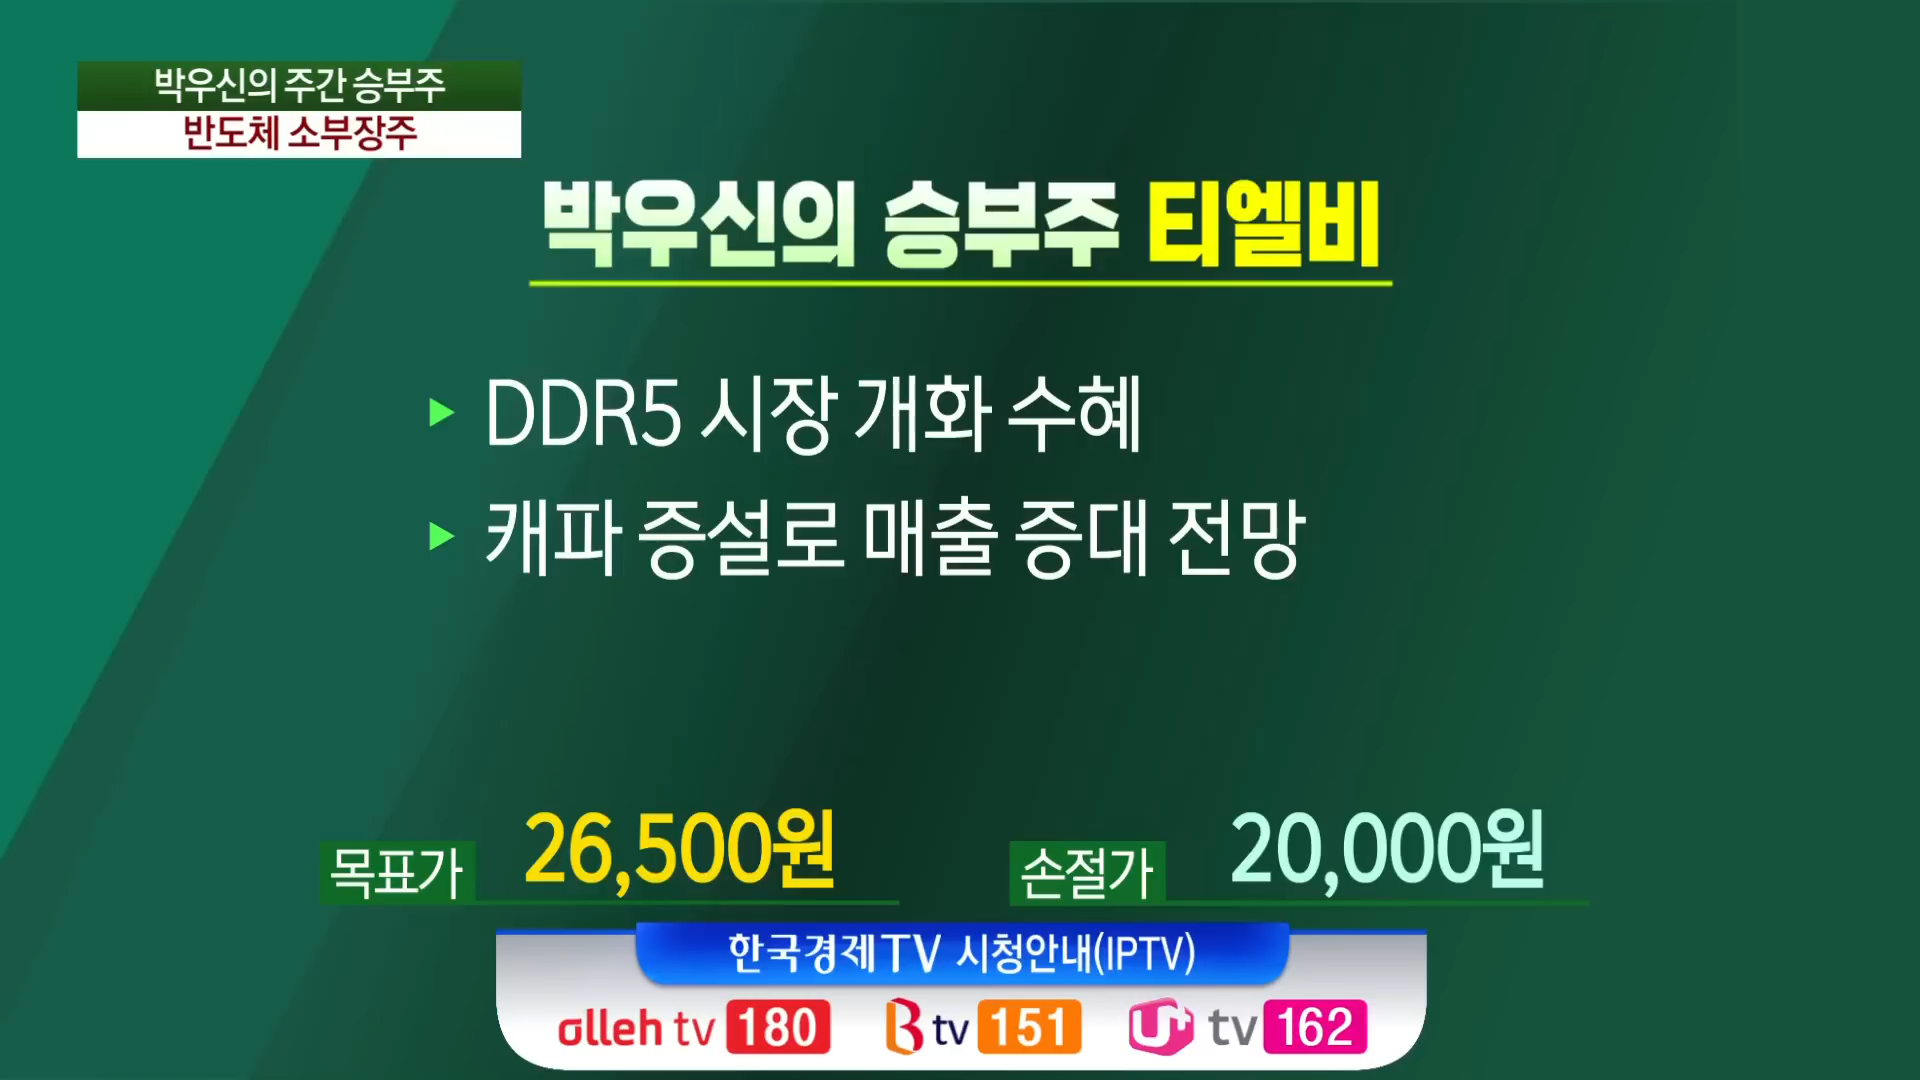 박우신의 주간 승부주
반도체 소부장주
박우신의 승부주 티엘비
▶ DDR5 시장 개화 수혜
▶ 캐파 증설로 매출 증대 전망
목표가 26,500원 손절가 20,000원
한국경제TV 시청안내(IPTV)
olleh tv 180 B tv 151 U+ tv 162